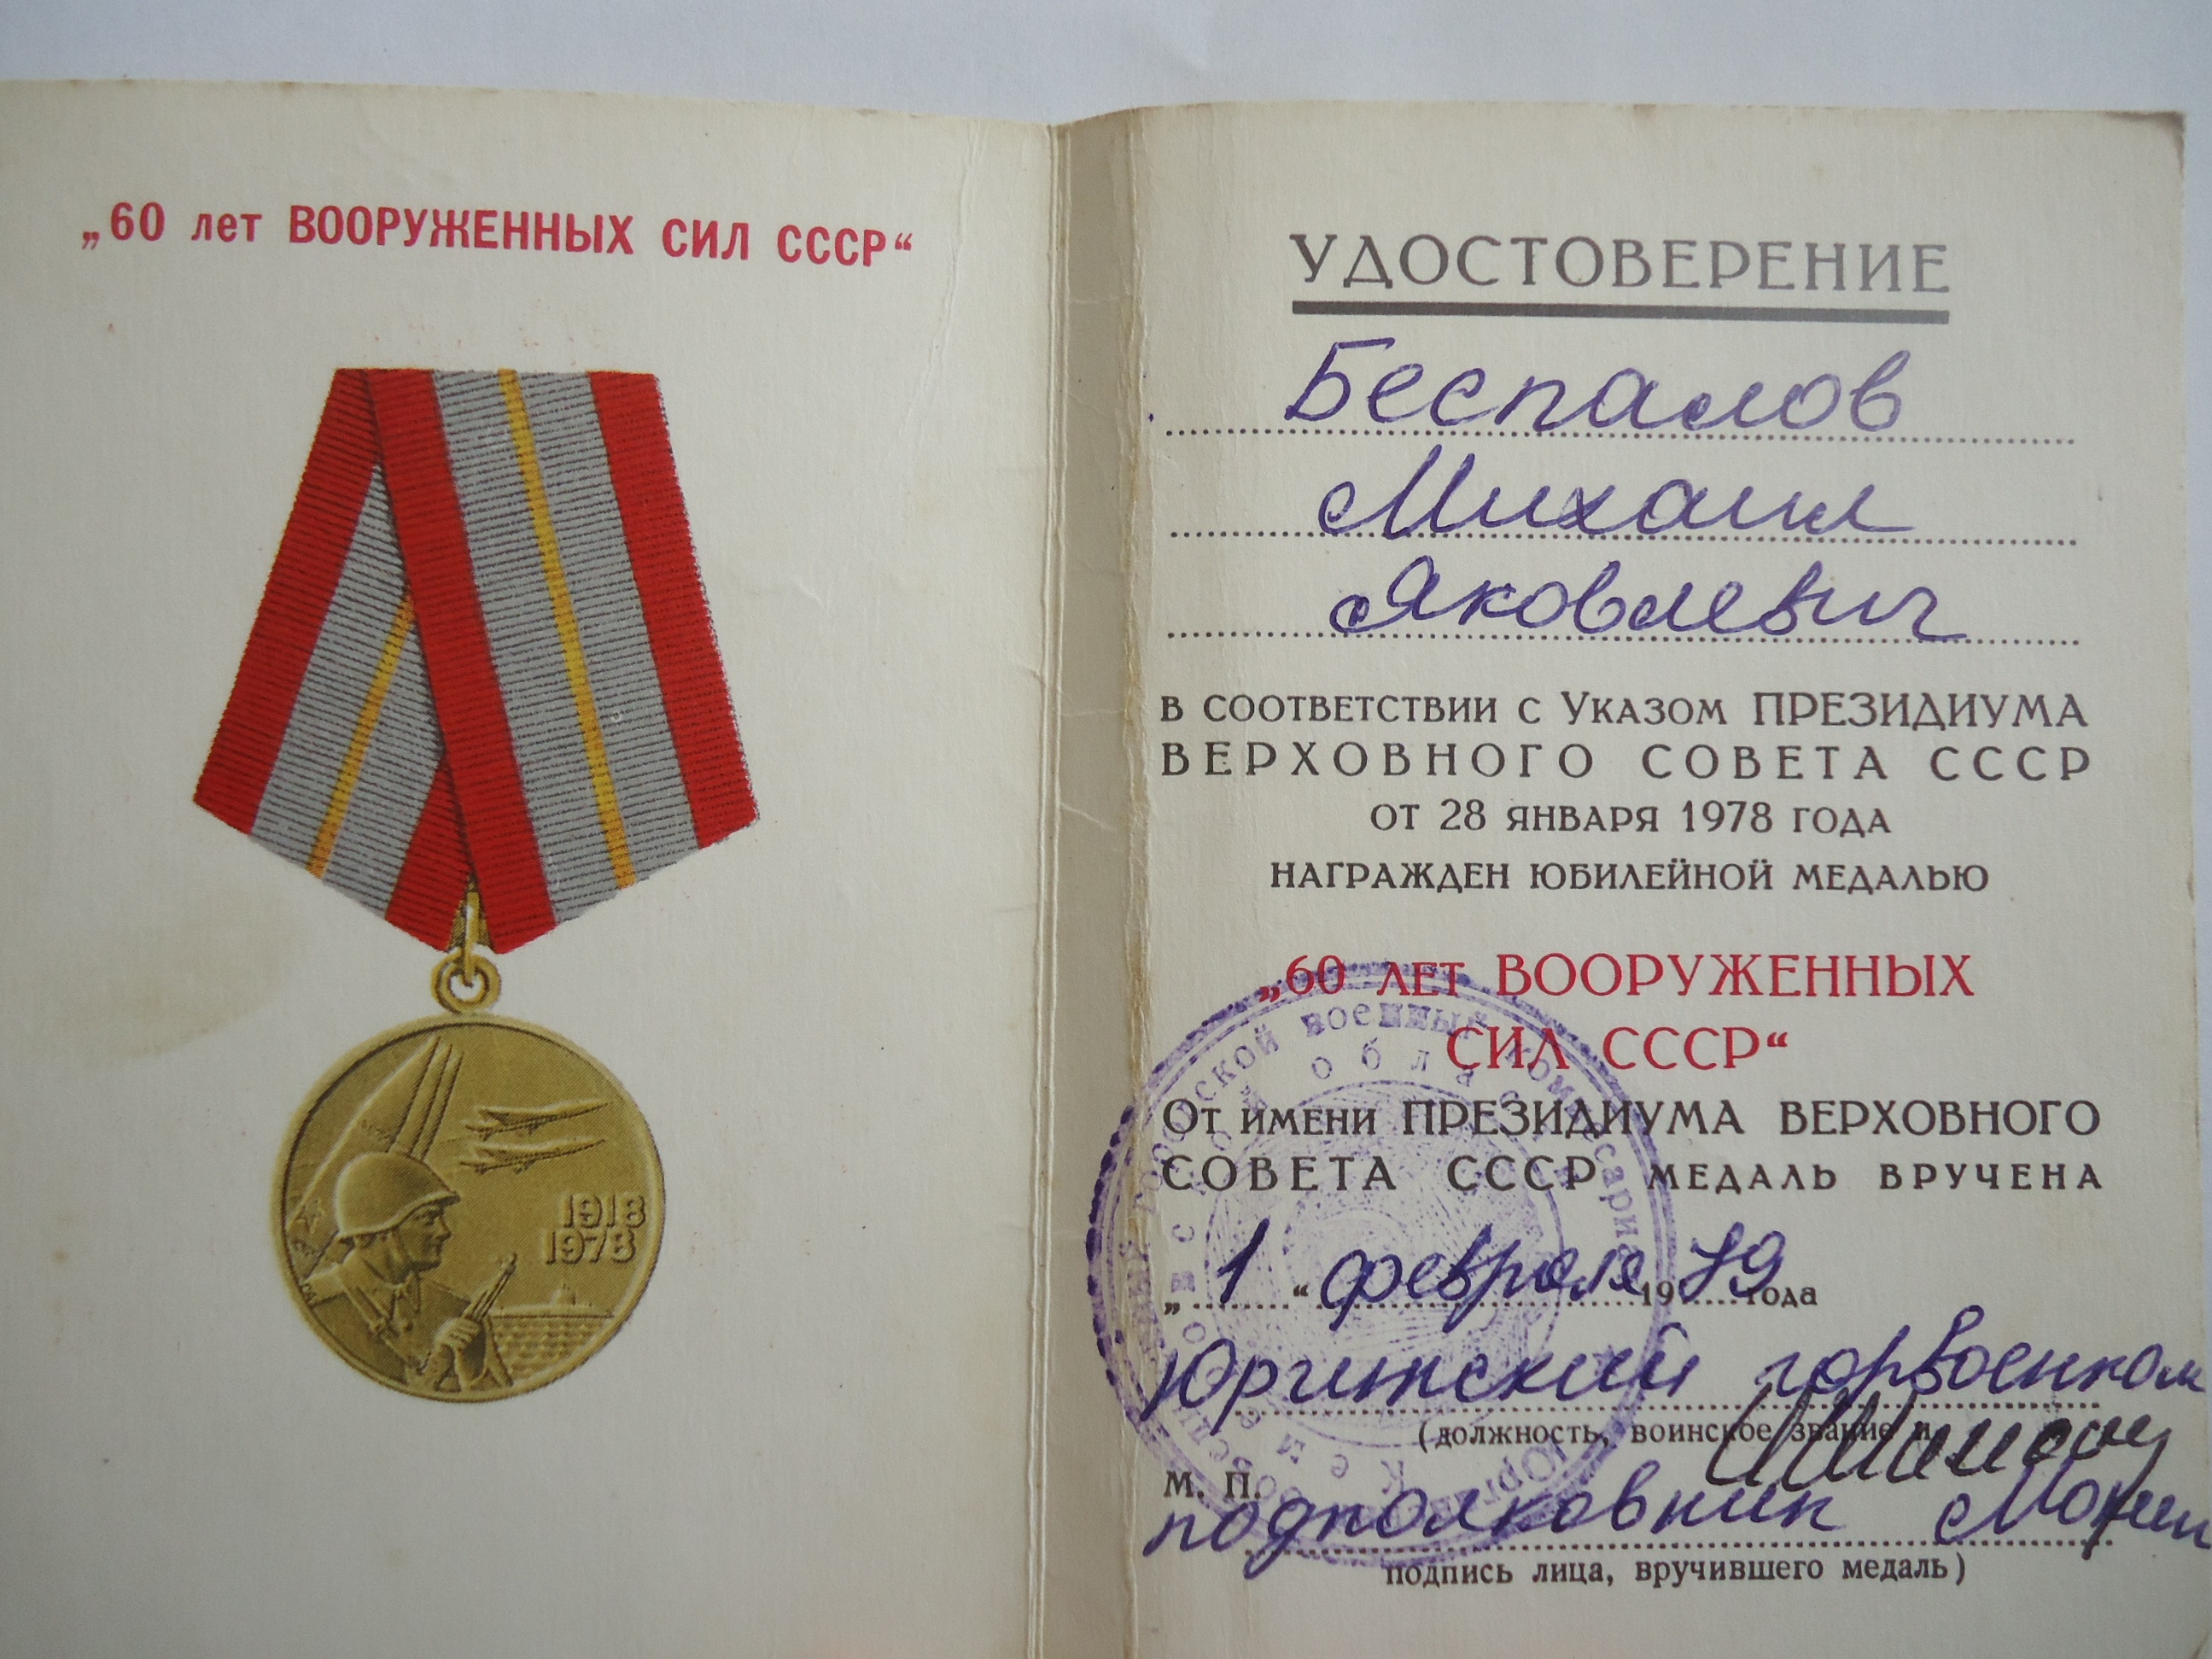 „60 лет ВООРУЖЕННЫХ СИЛ СССР“
1918
1978
УДОСТОВЕРЕНИЕ
Беспалов
Михаил
Яковлевич
в соответствии с Указом ПРЕЗИДИУМА
ВЕРХОВНОГО СОВЕТА СССР
от 28 января 1978 года
награжден юбилейной медалью
„60 лет ВООРУЖЕННЫХ
СИЛ СССР“
От имени ПРЕЗИДИУМА ВЕРХОВНОГО
СОВЕТА СССР медаль вручена
„1“ февраля 1979 года
Юргинский горвоенком
(должность, воинское звание и
М. П.
подполковник
подпись лица, вручившего медаль)